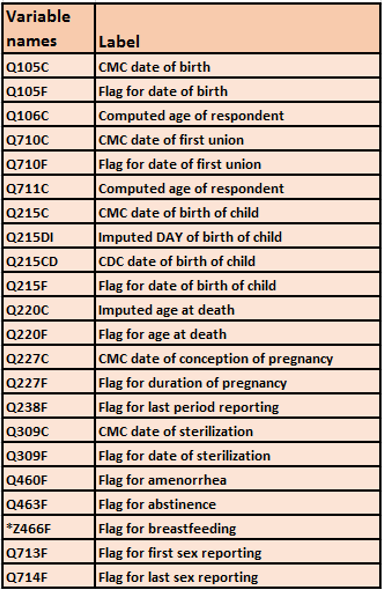 Variable names Label
Q105C CMC date of birth
Q105F Flag for date of birth
Q106C Computed age of respondent
Q710C CMC date of first union
Q710F Flag for date of first union
Q711C Computed age of respondent
Q215C CMC date of birth of child
Q215DI Imputed DAY of birth of child
Q215CD CDC date of birth of child
Q215F Flag for date of birth of child
Q220C Imputed age at death
Q220F Flag for age at death
Q227C CMC date of conception of pregnancy
Q227F Flag for duration of pregnancy
Q238F Flag for last period reporting
Q309C CMC date of sterilization
Q309F Flag for date of sterilization
Q460F Flag for amenorrhea
Q463F Flag for abstinence
*Z466F Flag for breastfeeding
Q713F Flag for first sex reporting
Q714F Flag for last sex reporting